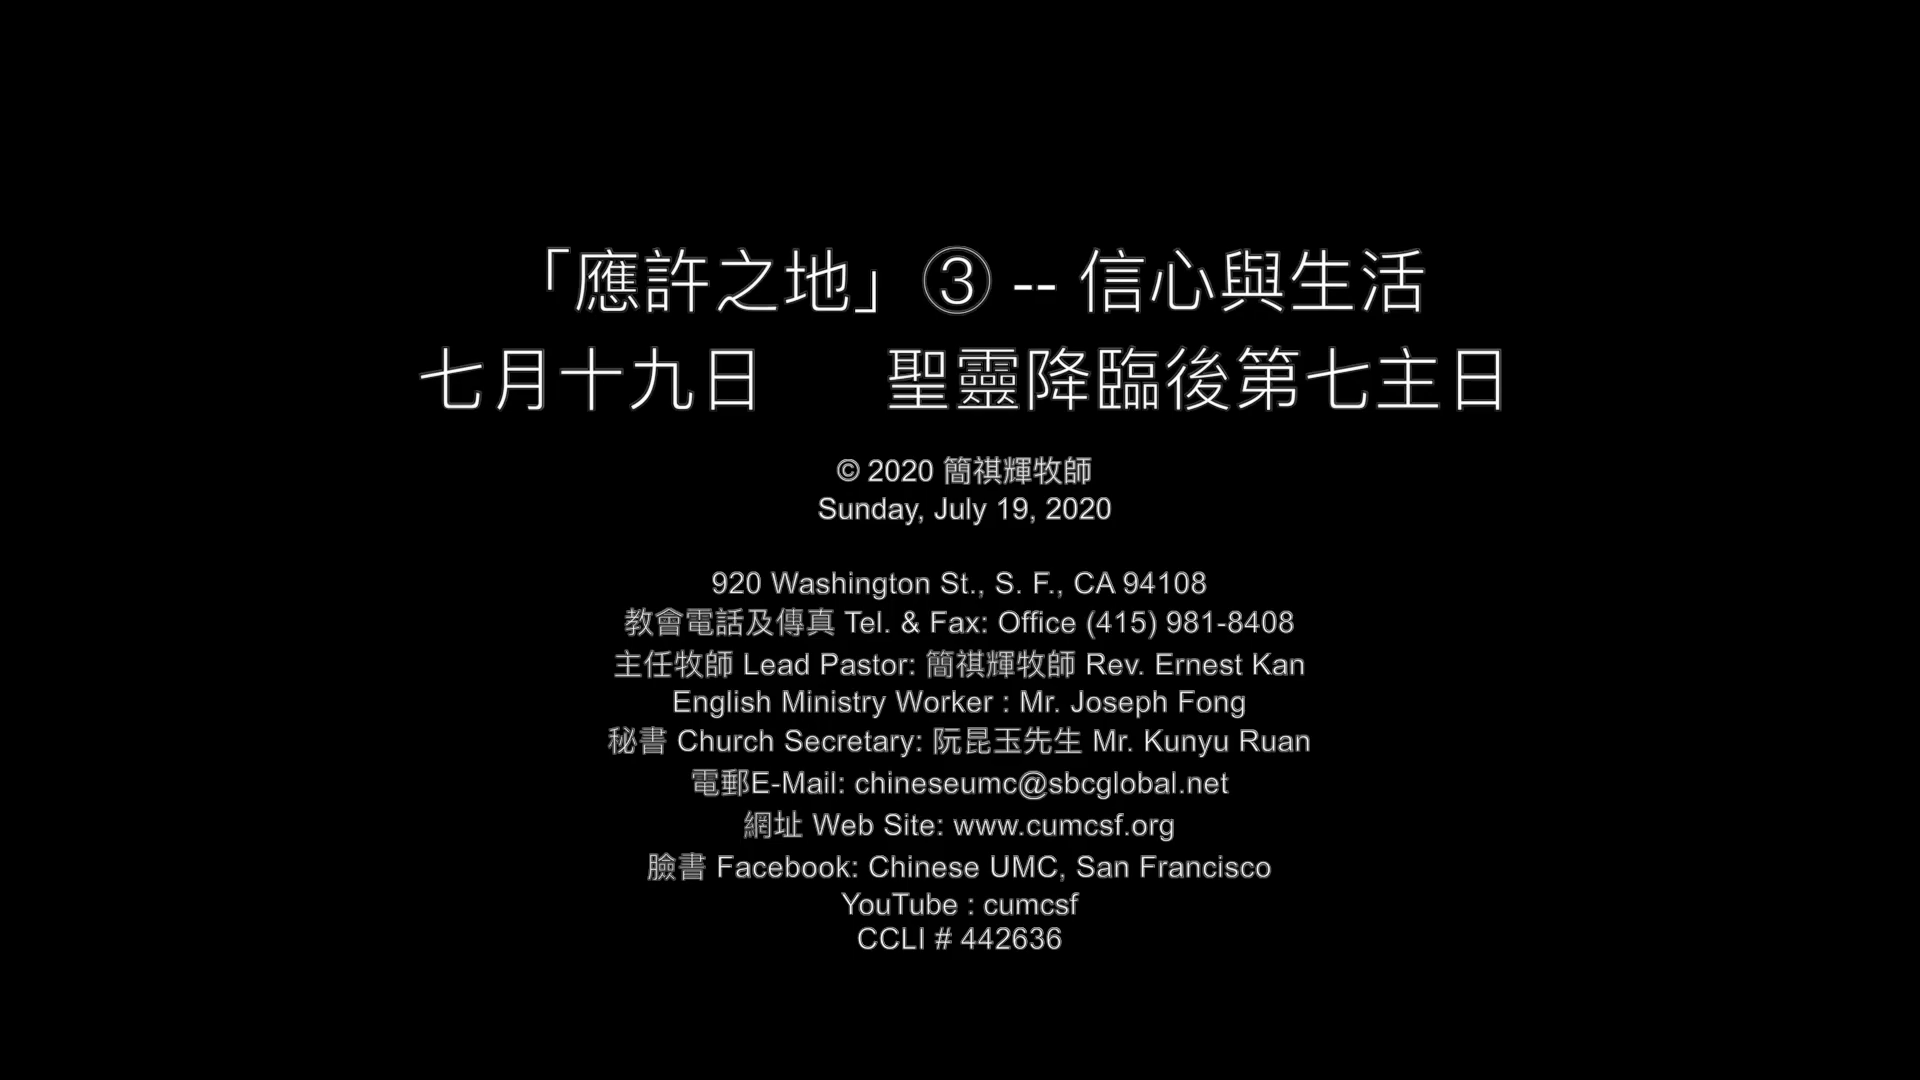 「應許之地」③ -- 信心與生活
七月十九日 聖靈降臨後第七主日
© 2020 簡祺輝牧師
Sunday, July 19, 2020
920 Washington St., S. F., CA 94108
教會電話及傳真 Tel. & Fax: Office (415) 981-8408
主任牧師 Lead Pastor: 簡祺輝牧師 Rev. Ernest Kan
English Ministry Worker : Mr. Joseph Fong
秘書 Church Secretary: 阮昆玉先生 Mr. Kunyu Ruan
電郵E-Mail: chineseumc@sbcglobal.net
網址 Web Site: www.cumcsf.org
臉書 Facebook: Chinese UMC, San Francisco
YouTube : cumcsf
CCLI # 442636